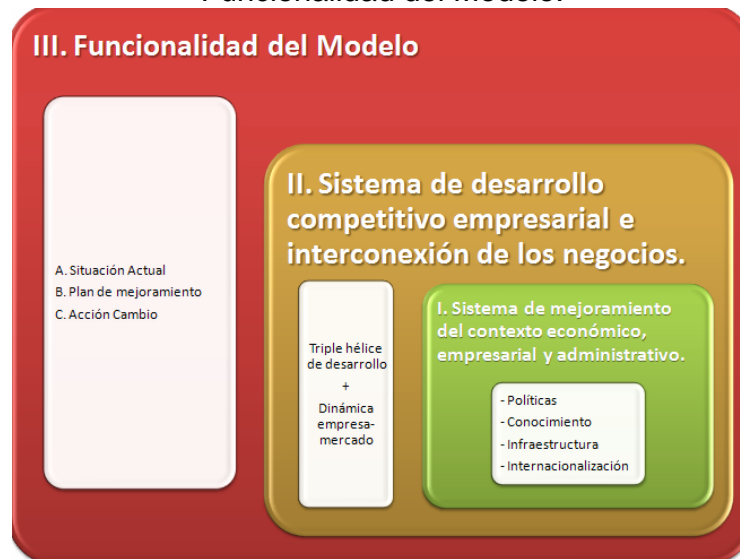 Funcionalidad del Modelo.
III. Funcionalidad del Modelo
A. Situación Actual
B. Plan de mejoramiento
C. Acción Cambio
II. Sistema de desarrollo
competitivo empresarial e
interconexión de los negocios.
Triple hélice
de desarrollo
+
Dinámica
empresa-
mercado
I. Sistema de mejoramiento
del contexto económico,
empresarial y administrativo.
- Políticas
- Conocimiento
- Infraestructura
- Internacionalización